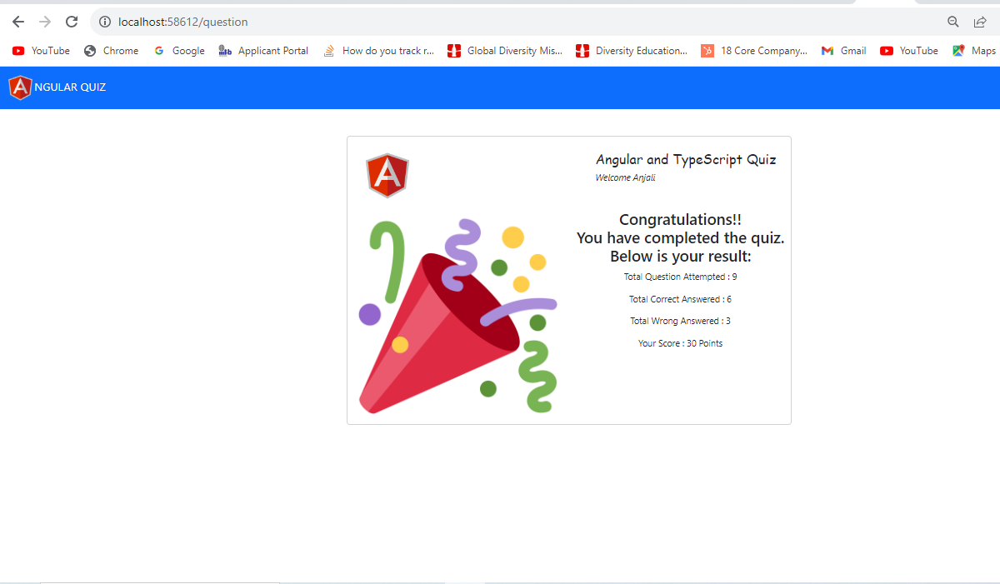 localhost:58612/question
YouTube Chrome Google Applicant Portal How do you track r... Global Diversity Mis... Diversity Education... 18 Core Company... Gmail YouTube Maps
A NGULAR QUIZ
A
Angular and TypeScript Quiz
Welcome Anjali
Congratulations!!
You have completed the quiz.
Below is your result:
Total Question Attempted : 9
Total Correct Answered : 6
Total Wrong Answered : 3
Your Score : 30 Points